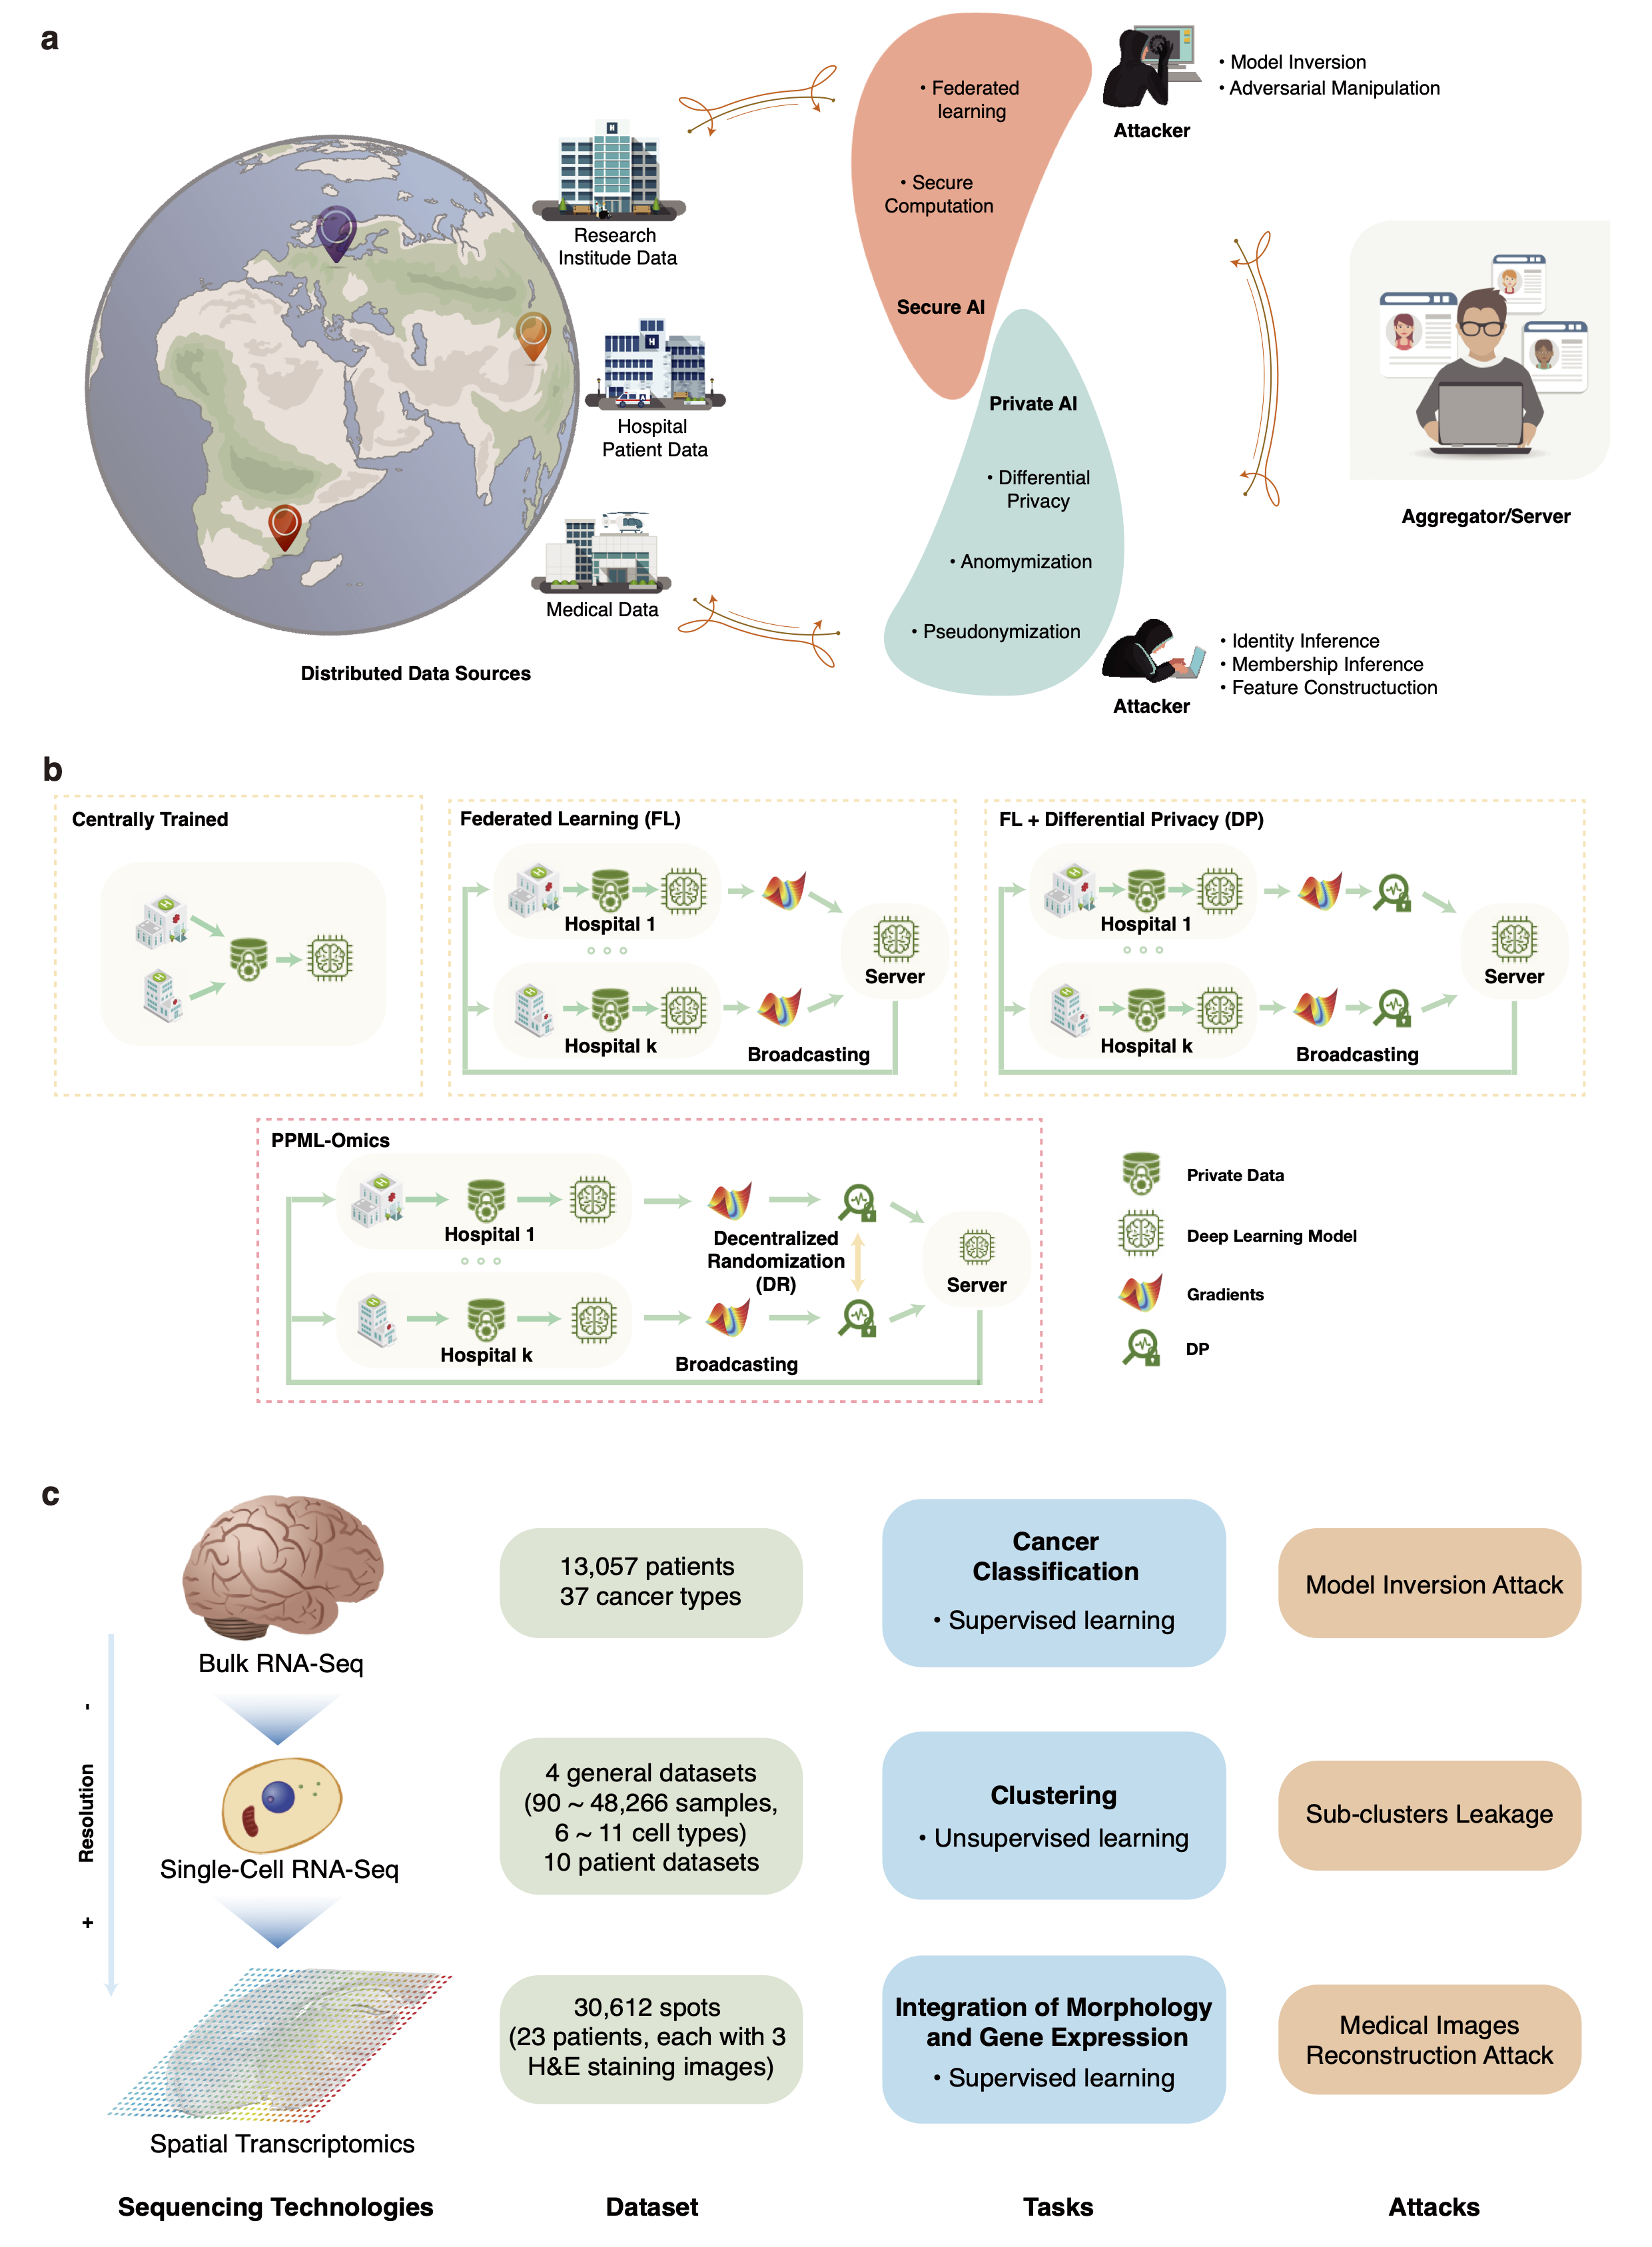 a
• Federated
learning
• Secure
Computation
Secure AI
Attacker
• Model Inversion
• Adversarial Manipulation
Research
Institude Data
Hospital
Patient Data
Medical Data
Distributed Data Sources
Private AI
• Differential
Privacy
• Anomymization
• Pseudonymization
Attacker
• Identity Inference
• Membership Inference
• Feature Constructuction
Aggregator/Server
b
Centrally Trained
Federated Learning (FL)
Hospital 1
Hospital k
Server
Broadcasting
FL + Differential Privacy (DP)
Hospital 1
Hospital k
Server
Broadcasting
PPML-Omics
Hospital 1
Hospital k
Decentralized
Randomization
(DR)
Server
Broadcasting
Private Data
Deep Learning Model
Gradients
DP
c
Resolution
-
+
Bulk RNA-Seq
13,057 patients
37 cancer types
Cancer
Classification
• Supervised learning
Model Inversion Attack
Single-Cell RNA-Seq
4 general datasets
(90 ~ 48,266 samples,
6 ~ 11 cell types)
10 patient datasets
Clustering
• Unsupervised learning
Sub-clusters Leakage
Spatial Transcriptomics
30,612 spots
(23 patients, each with 3
H&E staining images)
Integration of Morphology
and Gene Expression
• Supervised learning
Medical Images
Reconstruction Attack
Sequencing Technologies
Dataset
Tasks
Attacks